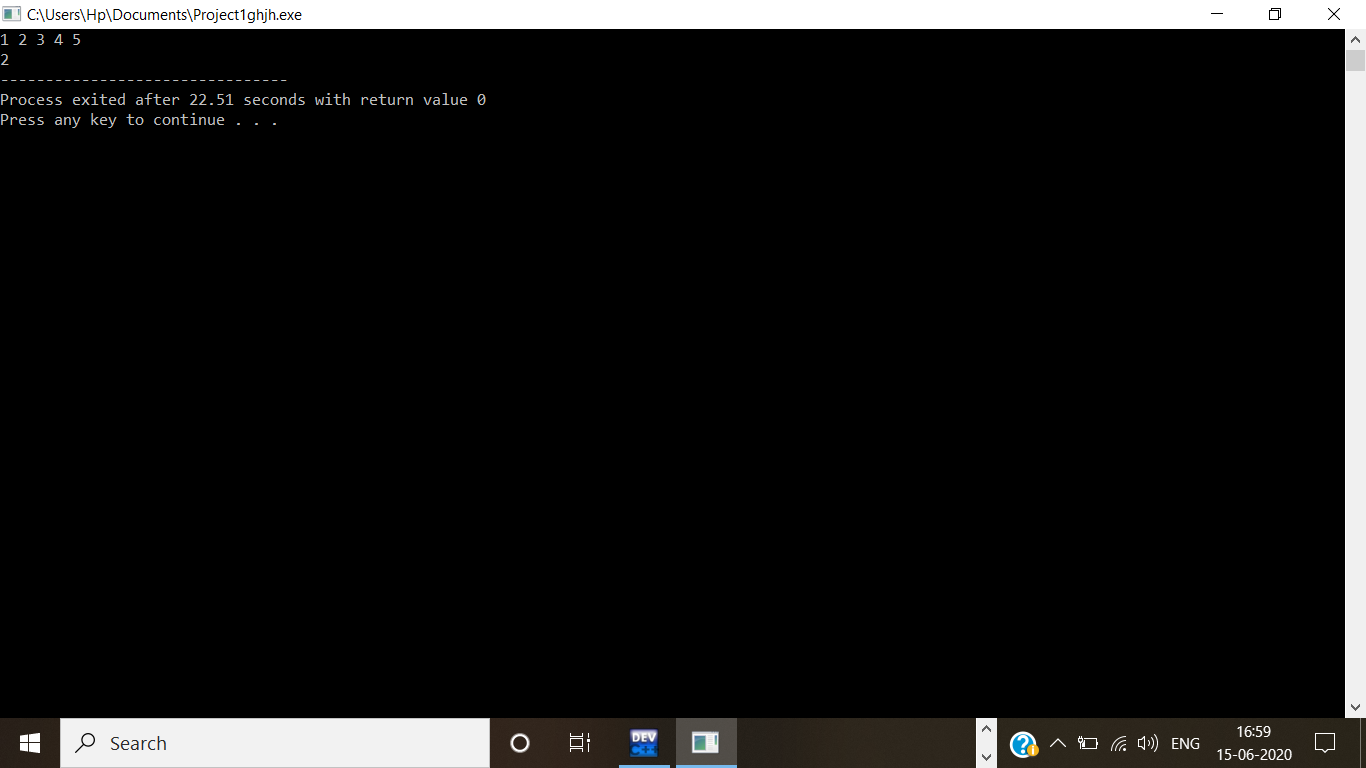 C:\Users\Hp\Documents\Project1ghjh.exe
1 2 3 4 5
2
--------------------------------
Process exited after 22.51 seconds with return value 0
Press any key to continue . . .
Search
DEV
C++
ENG
16:59
15-06-2020